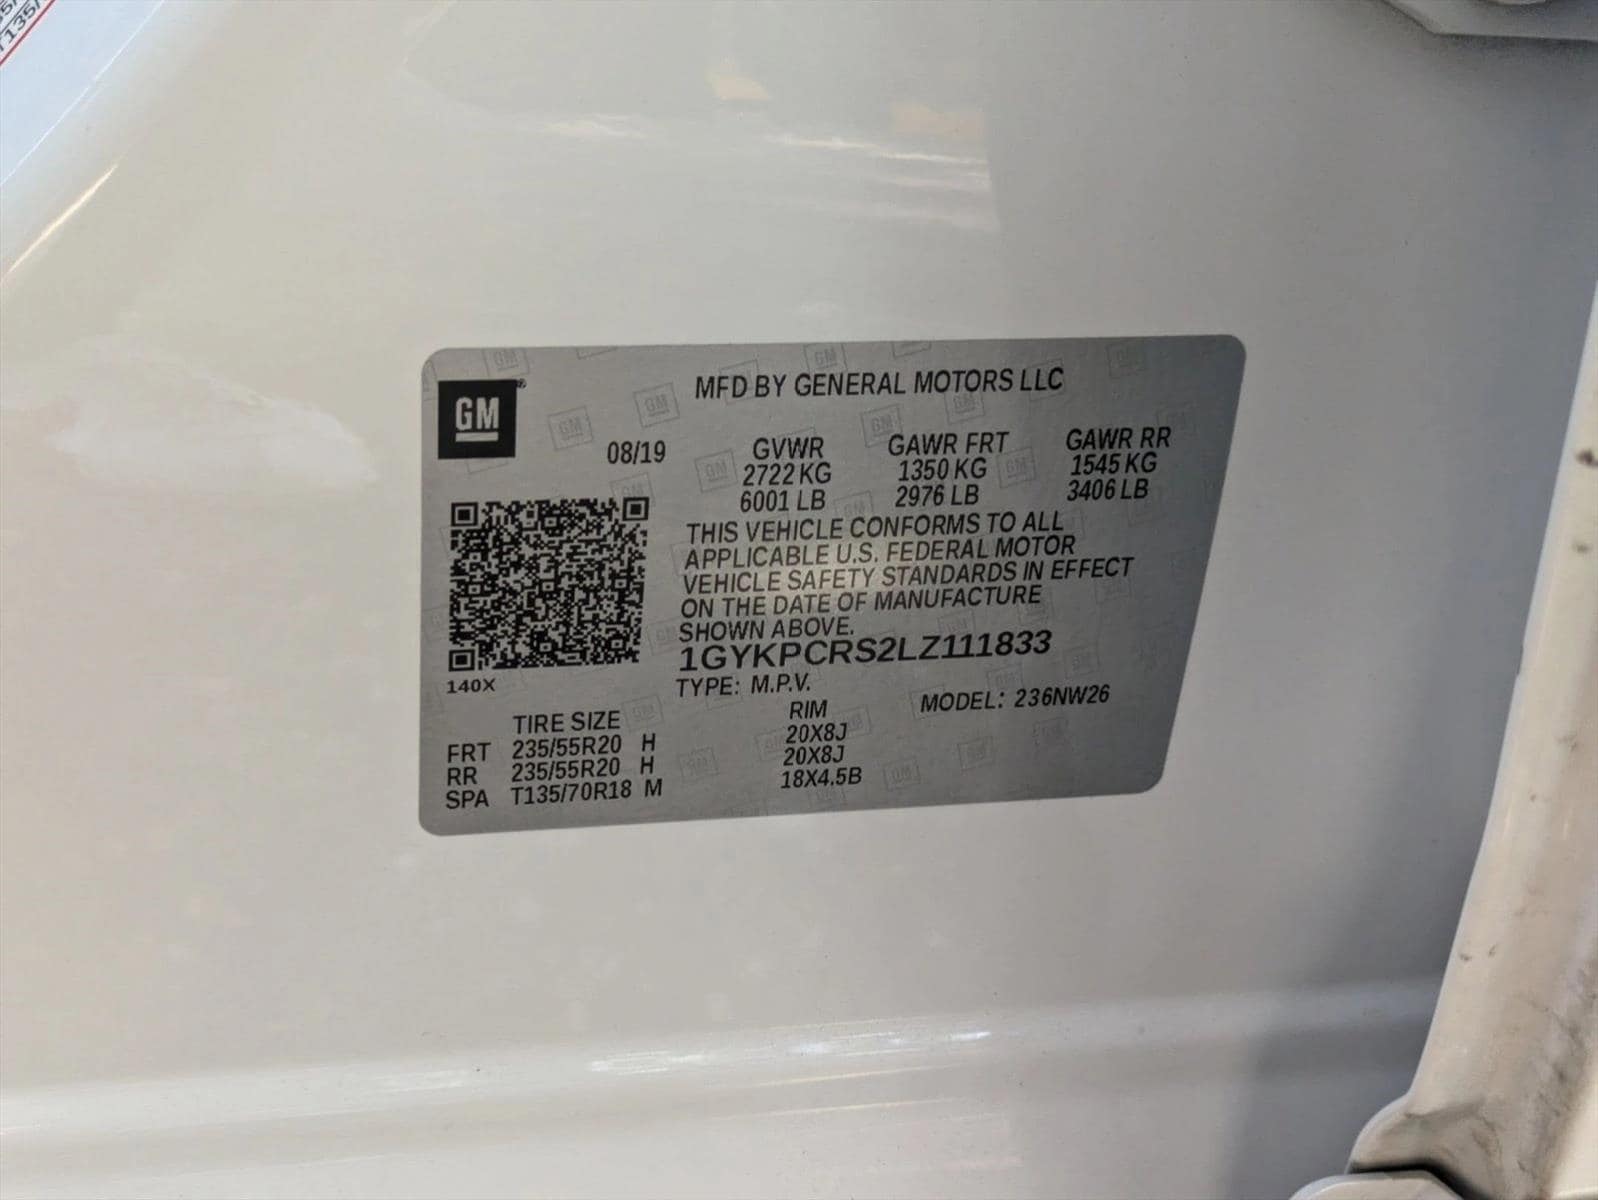 T135/
GM
MFD BY GENERAL MOTORS LLC
08/19 GVWR GAWR FRT GAWR RR
2722 KG 1350 KG 1545 KG
6001 LB 2976 LB 3406 LB
THIS VEHICLE CONFORMS TO ALL
APPLICABLE U.S. FEDERAL MOTOR
VEHICLE SAFETY STANDARDS IN EFFECT
ON THE DATE OF MANUFACTURE
SHOWN ABOVE.
1GYKPCRS2LZ111833
140X
TYPE: M.P.V. MODEL: 236NW26
TIRE SIZE RIM
FRT 235/55R20 H 20X8J
RR 235/55R20 H 20X8J
SPA T135/70R18 M 18X4.5B